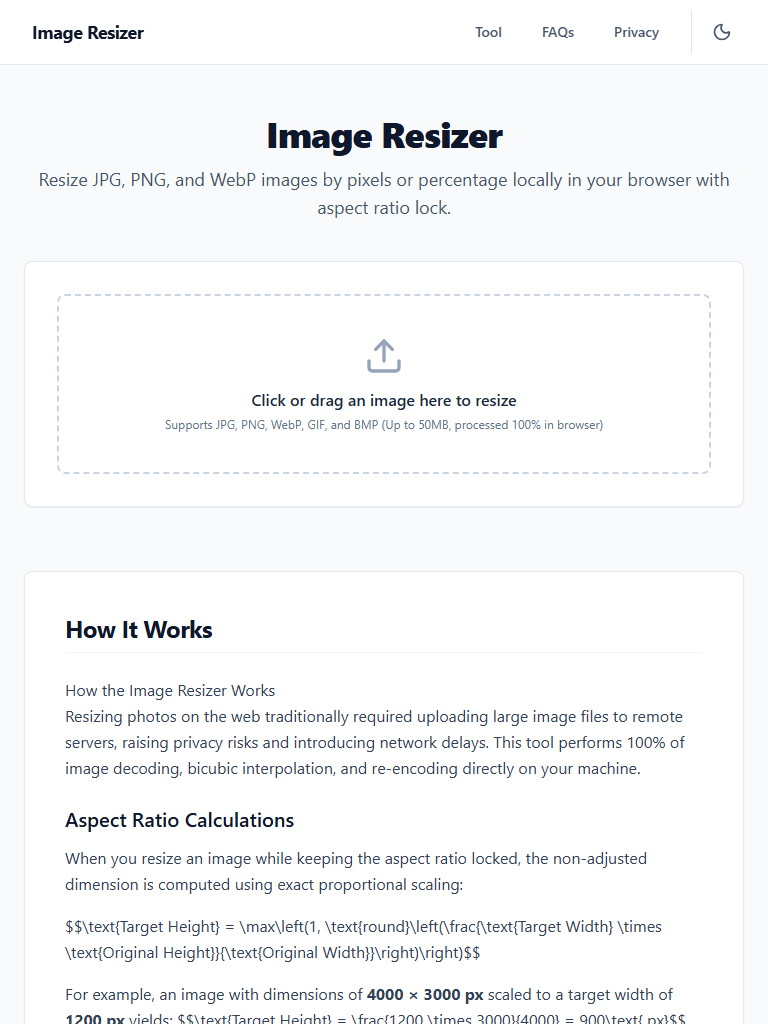 Image Resizer
Tool
FAQs
Privacy
Image Resizer
Resize JPG, PNG, and WebP images by pixels or percentage locally in your browser with
aspect ratio lock.
Click or drag an image here to resize
Supports JPG, PNG, WebP, GIF, and BMP (Up to 50MB, processed 100% in browser)
How It Works
How the Image Resizer Works
Resizing photos on the web traditionally required uploading large image files to remote
servers, raising privacy risks and introducing network delays. This tool performs 100% of
image decoding, bicubic interpolation, and re-encoding directly on your machine.
Aspect Ratio Calculations
When you resize an image while keeping the aspect ratio locked, the non-adjusted
dimension is computed using exact proportional scaling:
$$\text{Target Height} = \max\left(1, \text{round}\left(\frac{\text{Target Width} \times
\text{Original Height}}{\text{Original Width}}\right)\right)$$
For example, an image with dimensions of 4000 × 3000 px scaled to a target width of
1200 px yields: $$\text{Target Height} = \frac{1200 \times 3000}{4000} = 900\text{ px}$$